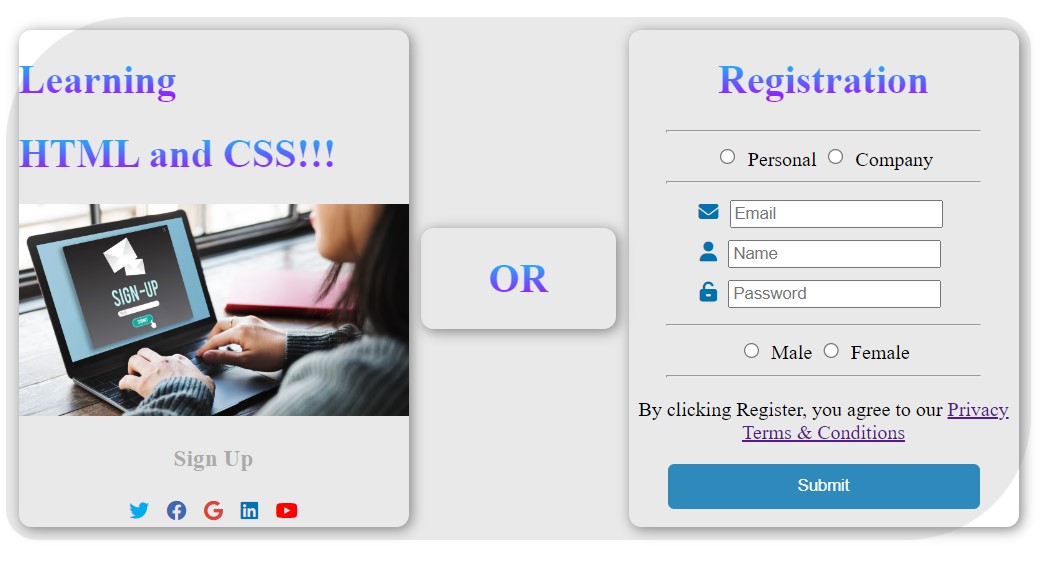 Learning
HTML and CSS!!!
SIGN-UP
Sign Up
OR
Registration
Personal Company
Email
Name
Password
Male Female
By clicking Register, you agree to our Privacy
Terms & Conditions
Submit